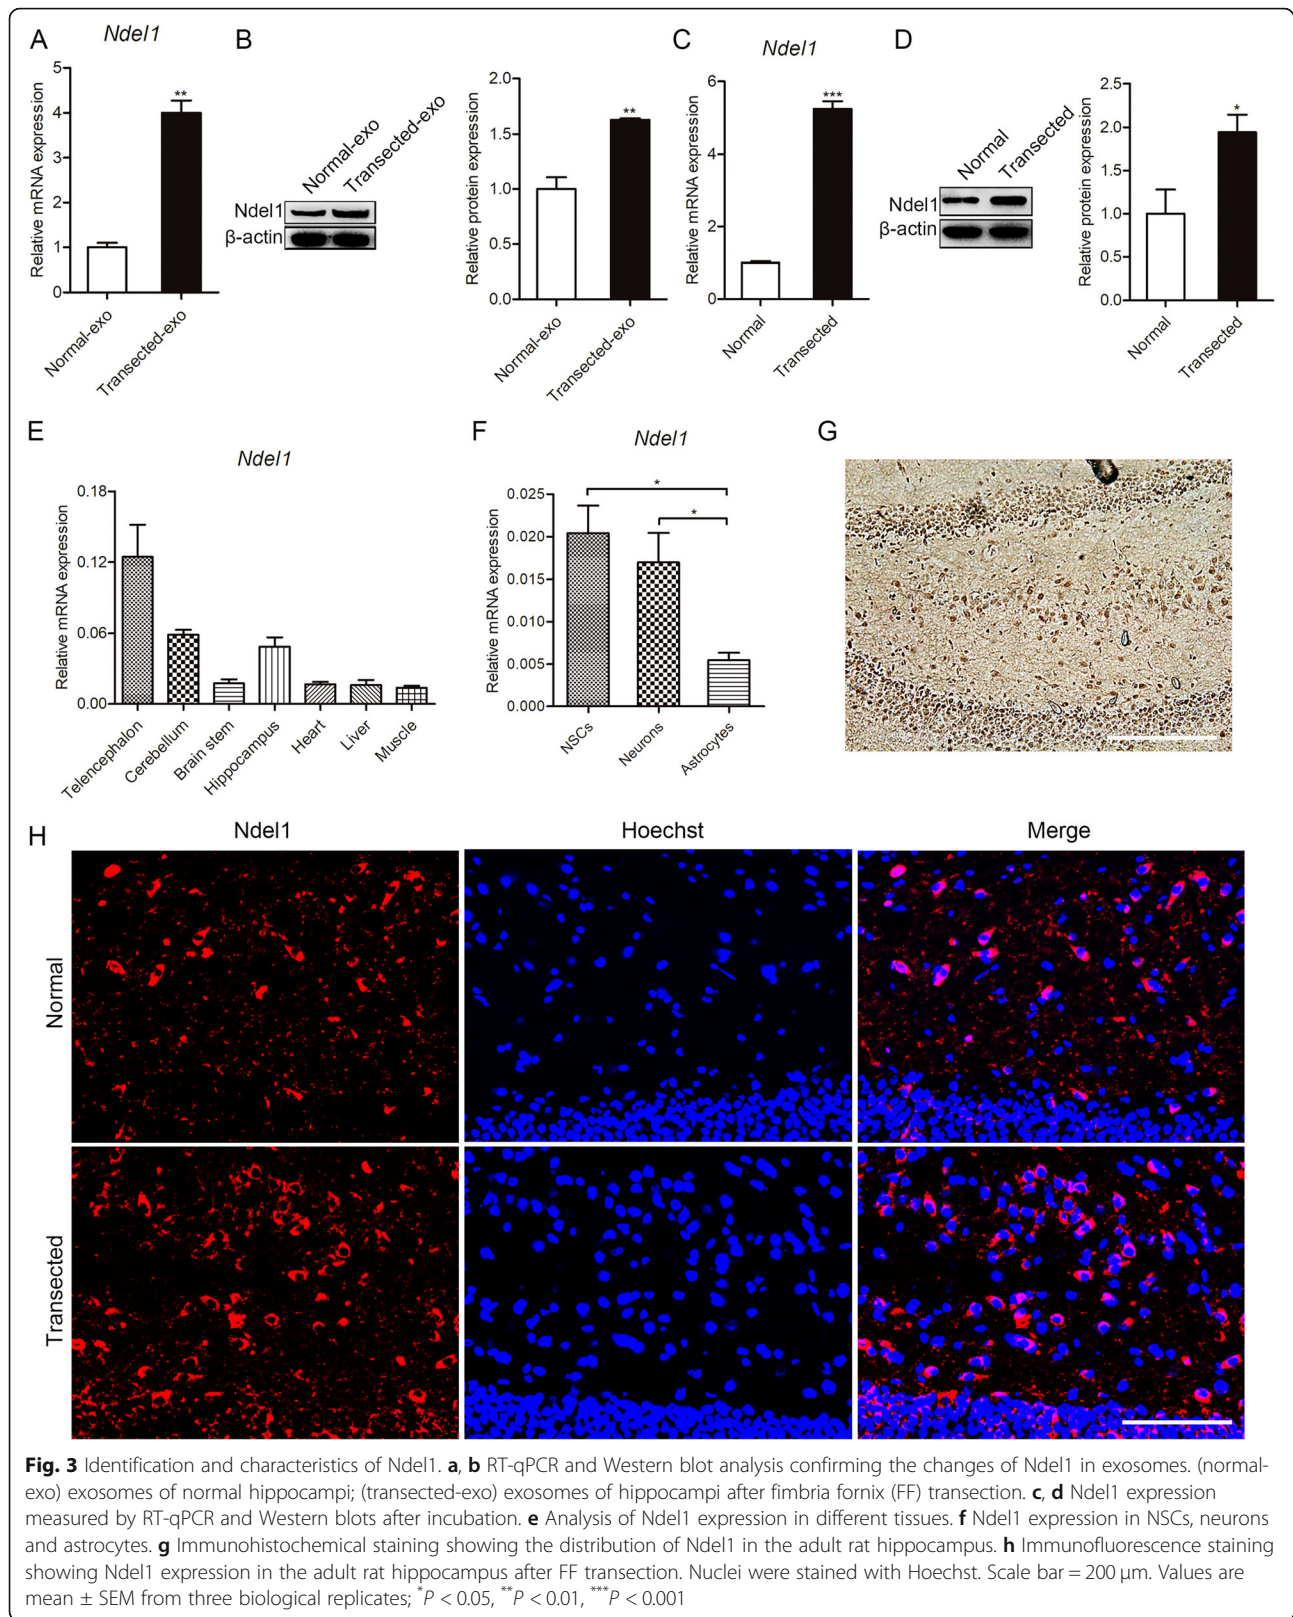 A
Ndel1
Relative mRNA expression
5
4
3
2
1
0
**
Normal-exo
Transected-exo
B
Normal-exo
Transected-exo
Ndel1
β-actin
Relative protein expression
2.0
1.5
1.0
0.5
0.0
**
Normal-exo
Transected-exo
C
Ndel1
Relative mRNA expression
6
4
2
0
***
Normal
Transected
D
Normal
Transected
Ndel1
β-actin
Relative protein expression
2.5
2.0
1.5
1.0
0.5
0.0
*
Normal
Transected
E
Ndel1
Relative mRNA expression
0.18
0.12
0.06
0.00
Telencephalon
Cerebellum
Brain stem
Hippocampus
Heart
Liver
Muscle
F
Ndel1
Relative mRNA expression
0.025
0.020
0.015
0.010
0.005
0.000
*
*
NSCs
Neurons
Astrocytes
G
H
Ndel1
Hoechst
Merge
Normal
Transected
Fig. 3 Identification and characteristics of Ndel1. a, b RT-qPCR and Western blot analysis confirming the changes of Ndel1 in exosomes. (normal-
exo) exosomes of normal hippocampi; (transected-exo) exosomes of hippocampi after fimbria fornix (FF) transection. c, d Ndel1 expression
measured by RT-qPCR and Western blots after incubation. e Analysis of Ndel1 expression in different tissues. f Ndel1 expression in NSCs, neurons
and astrocytes. g Immunohistochemical staining showing the distribution of Ndel1 in the adult rat hippocampus. h Immunofluorescence staining
showing Ndel1 expression in the adult rat hippocampus after FF transection. Nuclei were stained with Hoechst. Scale bar = 200 μm. Values are
mean ± SEM from three biological replicates; *P < 0.05, **P < 0.01, ***P < 0.001